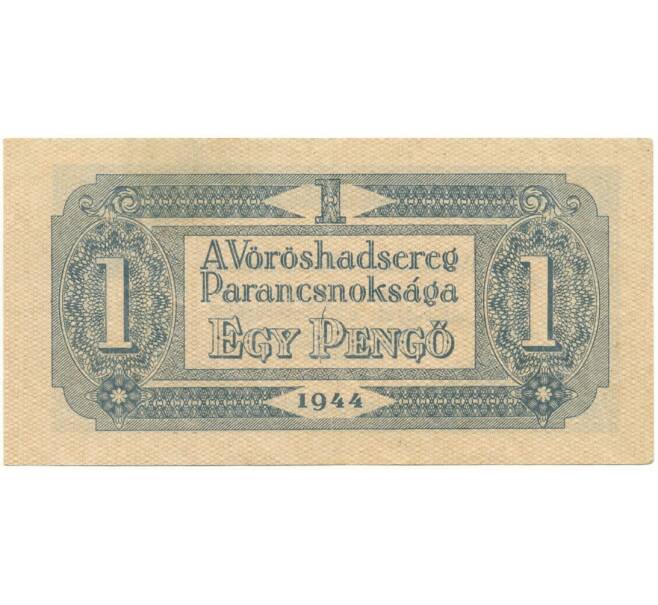 1
A Vöröshadsereg
1 Parancsnoksága 1
EGY PENGŐ
1944